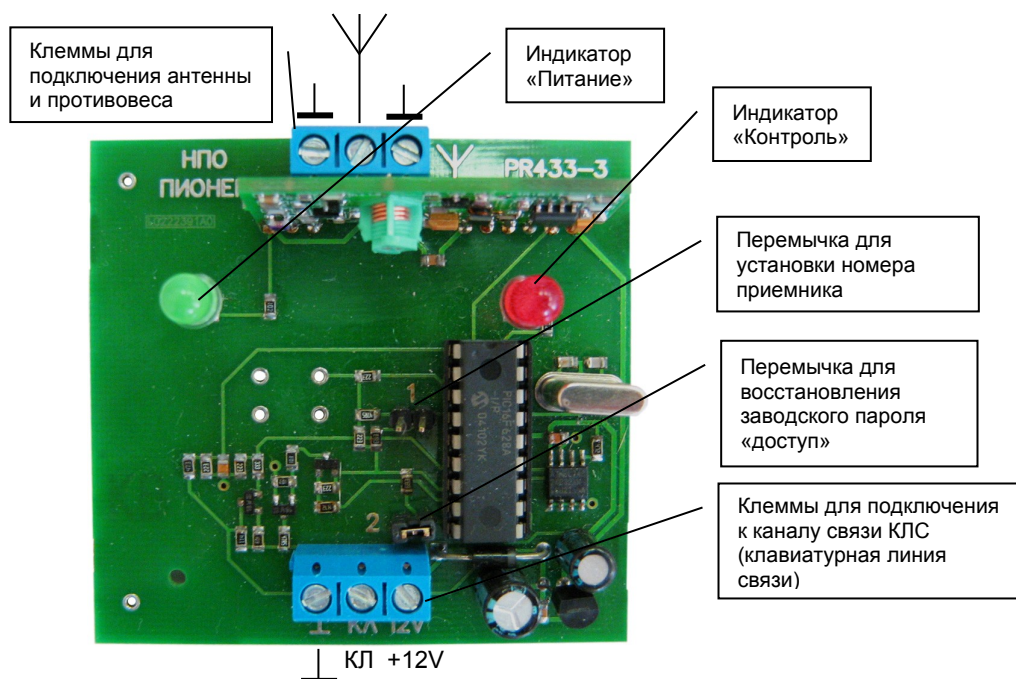 Клеммы для
подключения антенны
и противовеса
Индикатор
«Питание»
Индикатор
«Контроль»
НПО
ПИОНЕ
PR433-3
Перемычка для
установки номера
приемника
Перемычка для
восстановления
заводского пароля
«доступ»
1
PIC16F628A
-I/P
2
Клеммы для подключения
к каналу связи КЛС
(клавиатурная линия
связи)
КЛ 12V
КЛ +12V